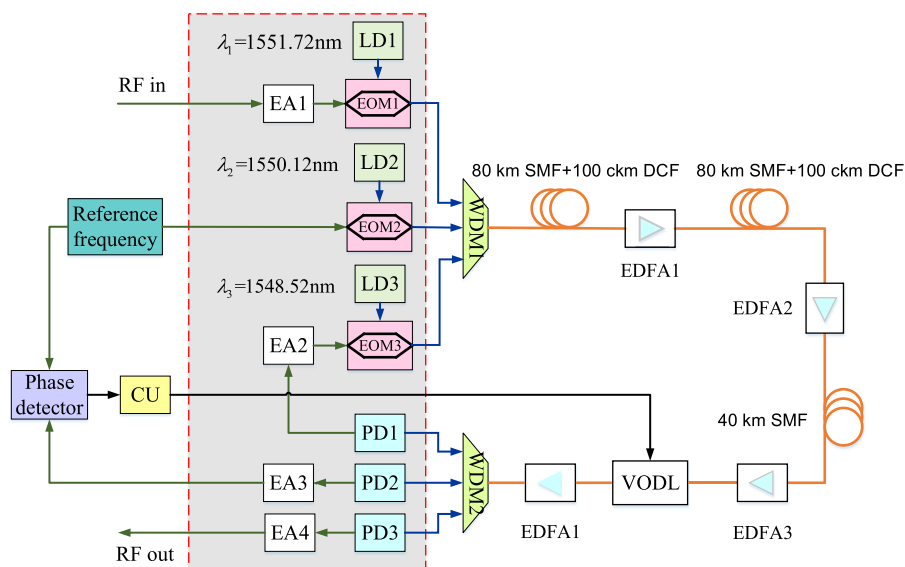 λ1=1551.72nm
LD1
RF in
EA1
EOM1
λ2=1550.12nm
LD2
80 km SMF+100 ckm DCF
80 km SMF+100 ckm DCF
WDM1
Reference
frequency
EOM2
EDFA1
λ3=1548.52nm
LD3
EDFA2
EA2
EOM3
Phase
detector
CU
PD1
40 km SMF
WDM2
EA3
PD2
VODL
EA4
PD3
EDFA1
EDFA3
RF out